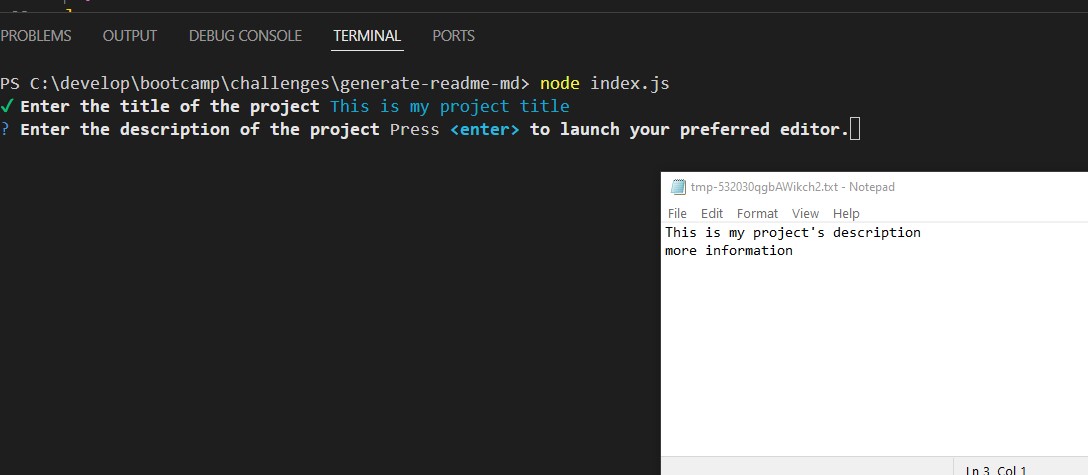 PROBLEMS OUTPUT DEBUG CONSOLE TERMINAL PORTS
PS C:\develop\bootcamp\challenges\generate-readme-md> node index.js
✓ Enter the title of the project This is my project title
? Enter the description of the project Press <enter> to launch your preferred editor.
tmp-532030qgbAWikch2.txt - Notepad
File Edit Format View Help
This is my project's description
more information
Ln 3, Col 1